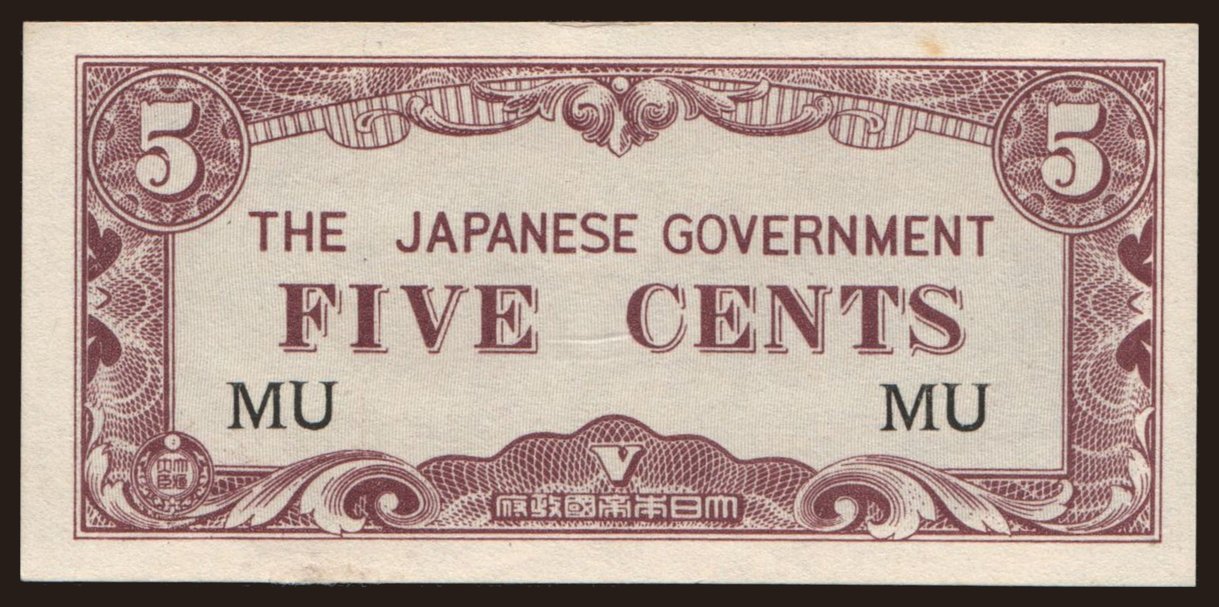 5 5
THE JAPANESE GOVERNMENT
FIVE CENTS
MU MU
V
府政國帝本日大